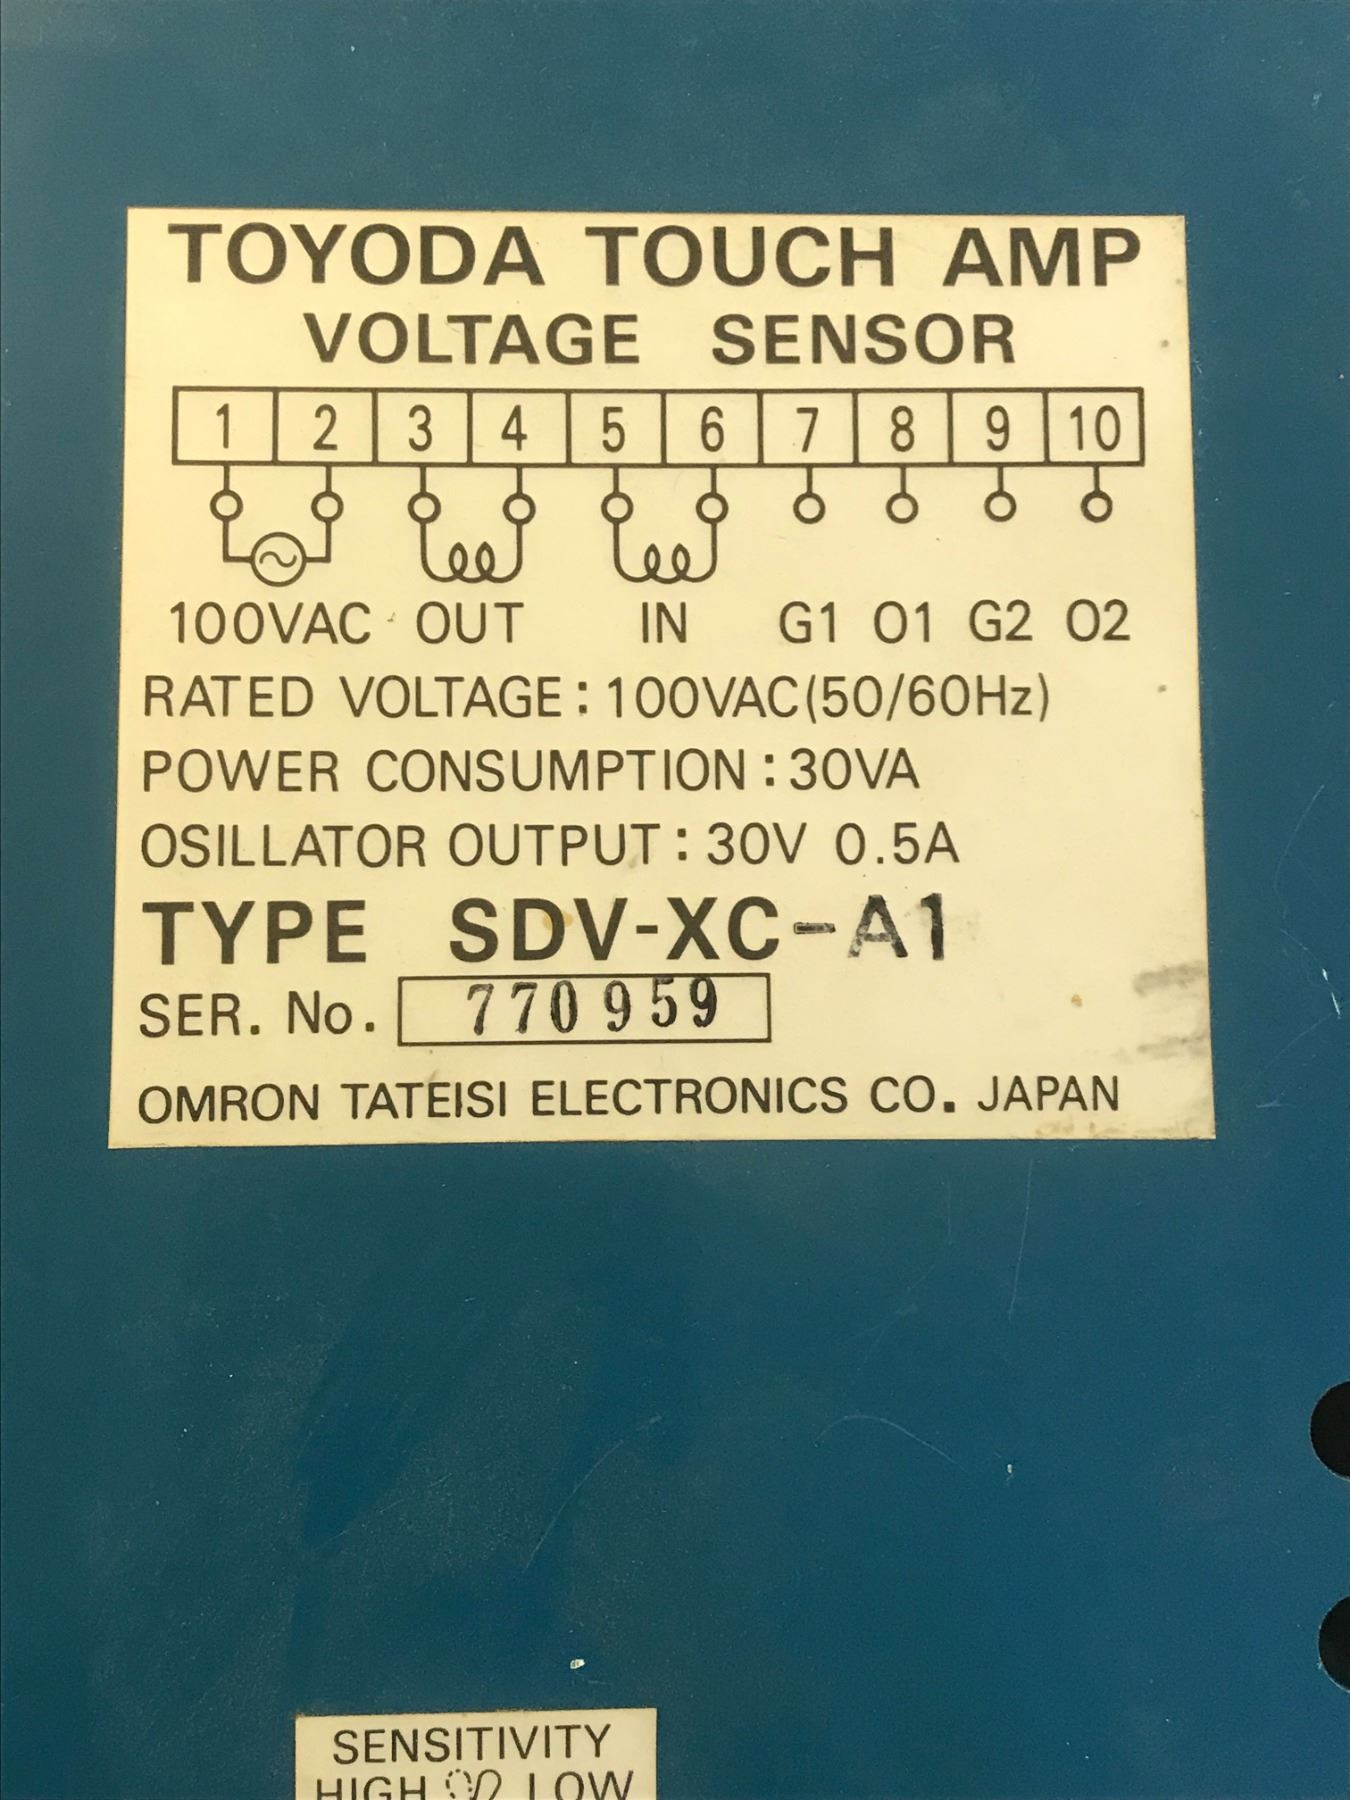 TOYODA TOUCH AMP
VOLTAGE SENSOR
1 2 3 4 5 6 7 8 9 10
100VAC OUT IN G1 O1 G2 O2
RATED VOLTAGE: 100VAC(50/60Hz)
POWER CONSUMPTION: 30VA
OSILLATOR OUTPUT: 30V 0.5A
TYPE SDV-XC-A1
SER. No. 770959
OMRON TATEISI ELECTRONICS CO. JAPAN
SENSITIVITY
HIGH LOW